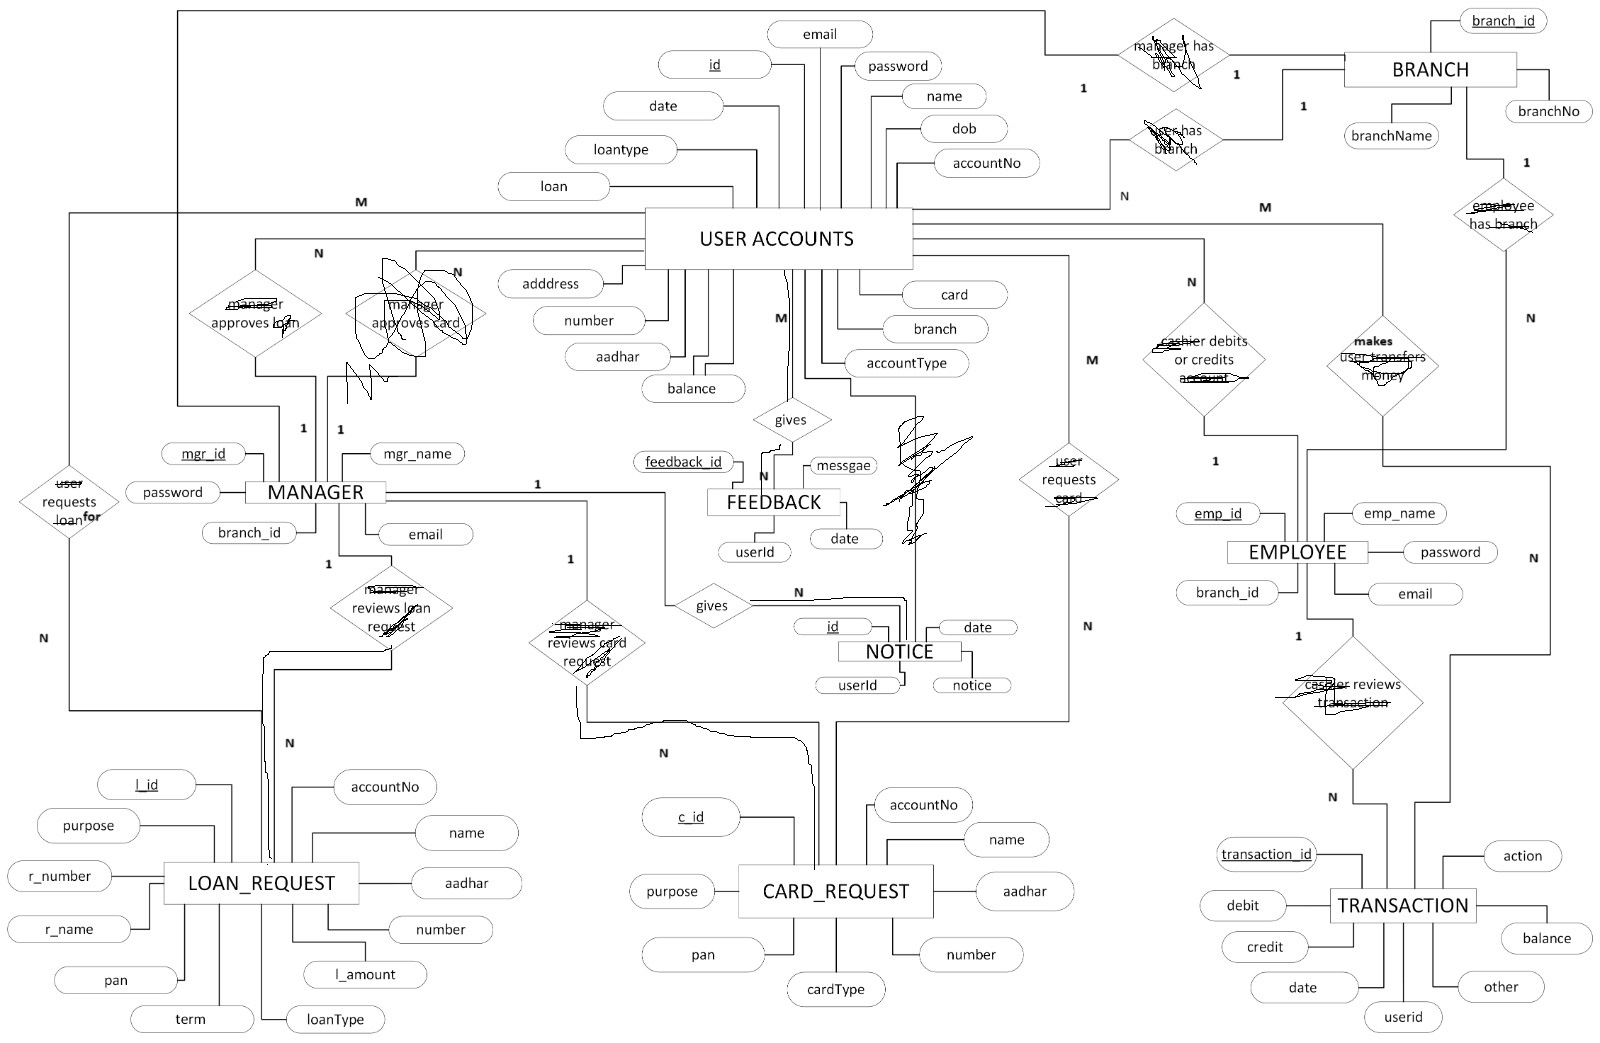 email
branch_id
id
password
manager has
branch
BRANCH
name
date
1
1
1
branchNo
dob
branchName
user has
branch
loantype
accountNo
loan
1
N
M
M
employee
has branch
USER ACCOUNTS
N
N
adddress
card
N
number
M
branch
N
manager
approves loan
manager
approves card
aadhar
accountType
M
cashier debits
or credits
account
makes
user transfers
money
balance
gives
1
1
mgr_id
mgr_name
feedback_id
messgae
1
user
requests
card
password
MANAGER
1
N
FEEDBACK
user
requests
loan for
branch_id
email
userId
date
emp_id
emp_name
EMPLOYEE
password
N
branch_id
email
1
1
manager
reviews loan
request
gives
N
manager
reviews card
request
id
date
NOTICE
userId
notice
N
N
1
cashier reviews
transaction
N
N
N
l_id
accountNo
purpose
name
r_number
LOAN_REQUEST
aadhar
r_name
number
pan
l_amount
term
loanType
c_id
accountNo
name
purpose
CARD_REQUEST
aadhar
pan
number
cardType
transaction_id
action
debit
TRANSACTION
credit
balance
date
other
userid